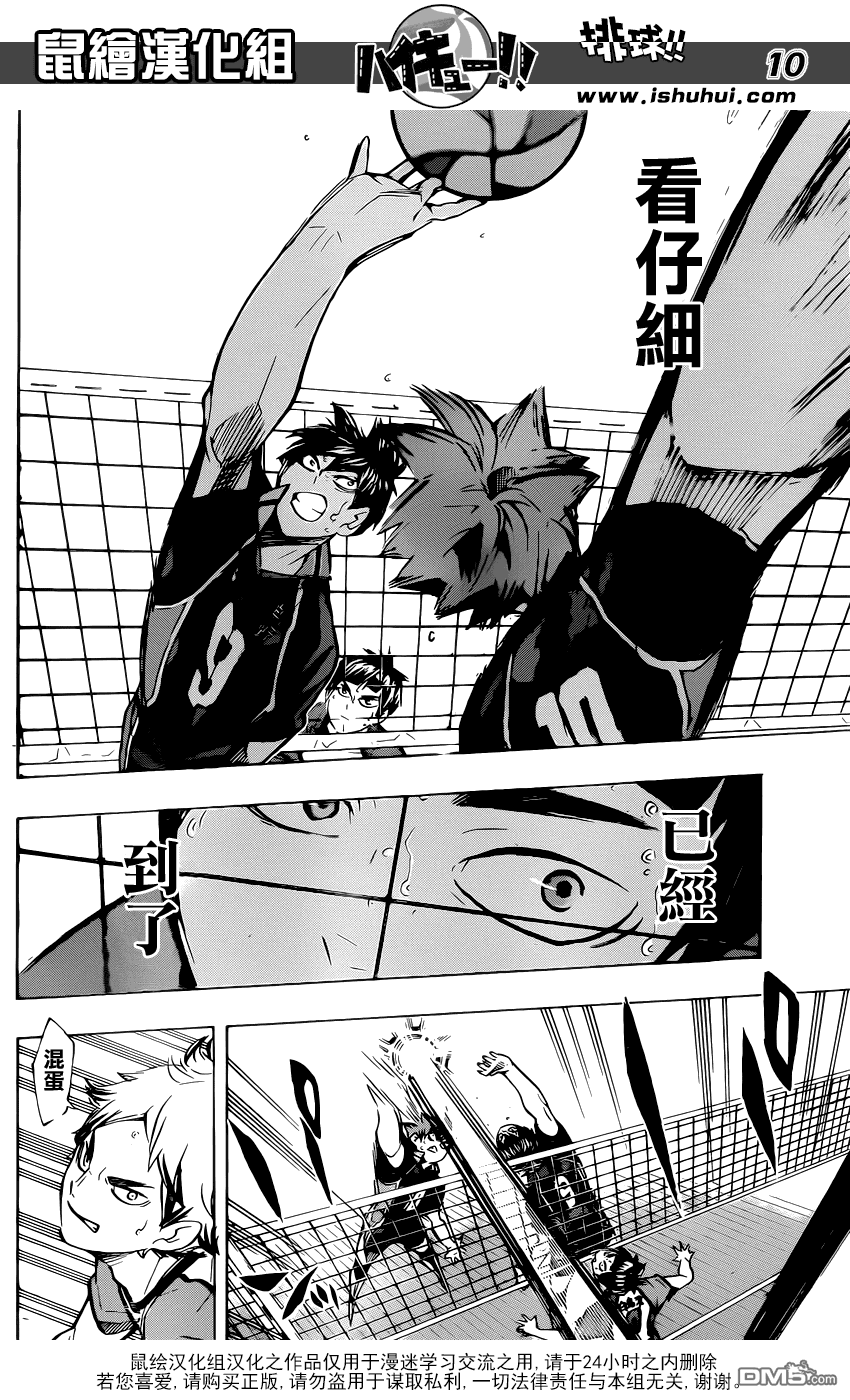 鼠繪漢化組
ハイキュー!!
排球!!
10
www.ishuhui.com
看仔細
9
10
已經
到了
混蛋
鼠绘汉化组汉化之作品仅用于漫迷学习交流之用, 请于24小时之内删除
若您喜爱, 请购买正版, 请勿盗用于谋取私利, 一切法律责任与本组无关, 谢谢。
DM5.com